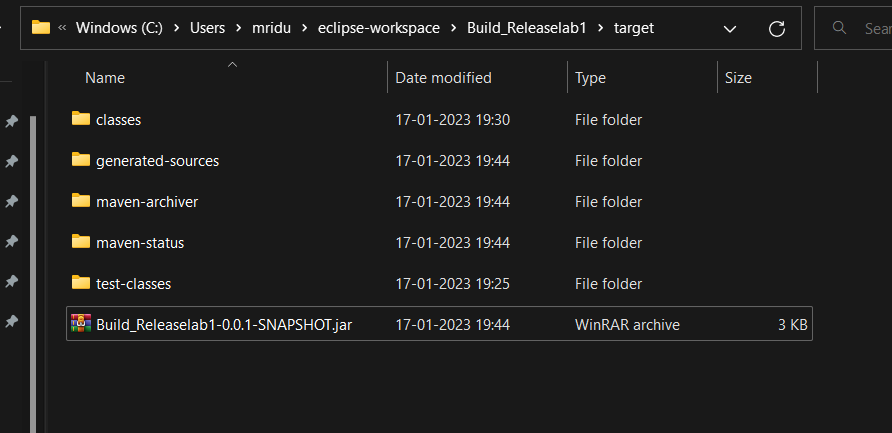 « Windows (C:) > Users > mridu > eclipse-workspace > Build_Releaselab1 > target
Sear
Name Date modified Type Size
classes 17-01-2023 19:30 File folder
generated-sources 17-01-2023 19:44 File folder
maven-archiver 17-01-2023 19:44 File folder
maven-status 17-01-2023 19:44 File folder
test-classes 17-01-2023 19:25 File folder
Build_Releaselab1-0.0.1-SNAPSHOT.jar 17-01-2023 19:44 WinRAR archive 3 KB